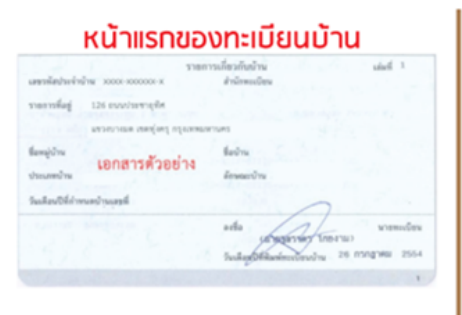 หน้าแรกของทะเบียนบ้าน
รายการเกี่ยวกับบ้าน เล่มที่ 1
เลขรหัสประจำบ้าน xxxx-xxxxxx-x สำนักทะเบียน
รายการที่อยู่ 126 ถนนประชาอุทิศ
แขวงบางมด เขตทุ่งครุ กรุงเทพมหานคร
ชื่อหมู่บ้าน ชื่อบ้าน
เอกสารตัวอย่าง
ประเภทบ้าน ลักษณะบ้าน
วันเดือนปีที่กำหนดบ้านเลขที่
ลงชื่อ นายทะเบียน
วันเดือนปีที่พิมพ์ทะเบียนบ้าน 26 กรกฎาคม 2554
1